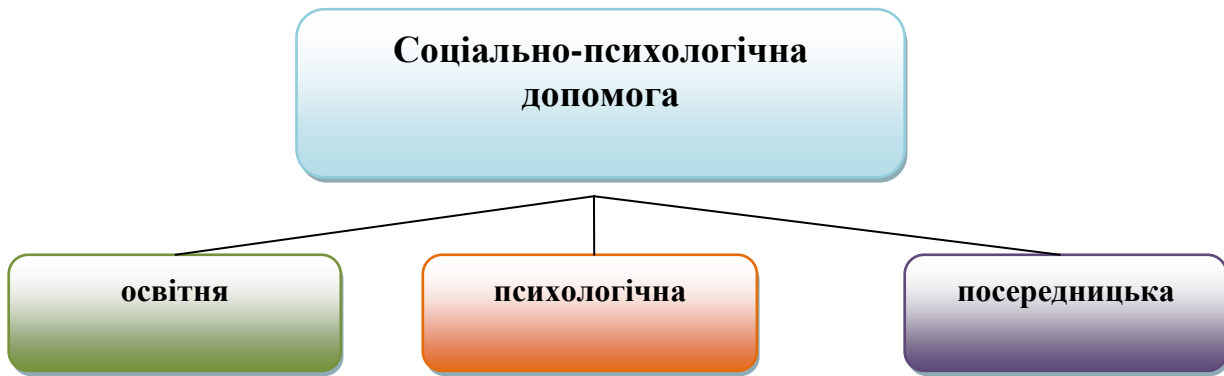 Соціально-психологічна
допомога
освітня
психологічна
посередницька